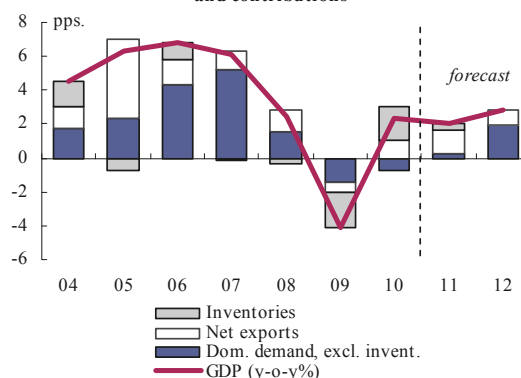 and contributions
8 pps.
6
forecast
4
2
0
-2
-4
-6
04 05 06 07 08 09 10 11 12
Inventories
Net exports
Dom. demand, excl. invent.
GDP (y-o-y%)